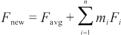 F_new = F_avg + ∑_{i=1}^{n} m_i F_i